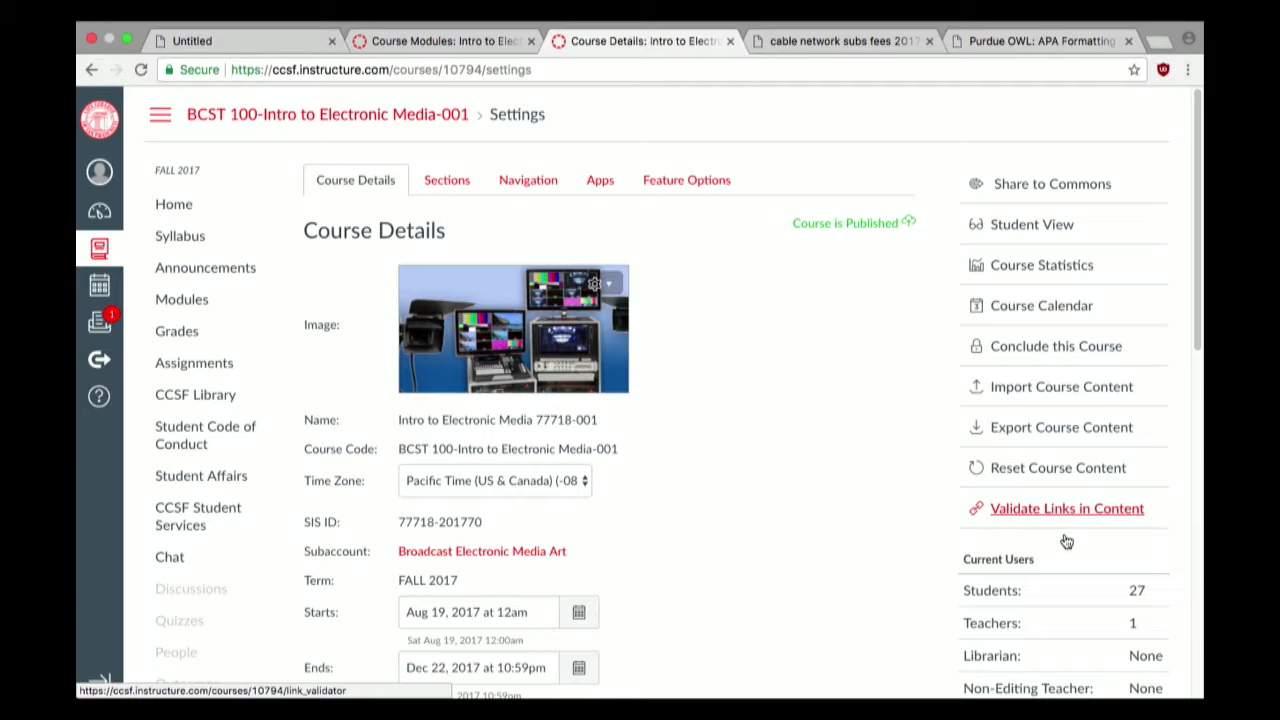 Untitled
Course Modules: Intro to Elec
Course Details: Intro to Electr
cable network subs fees 2017
Purdue OWL: APA Formatting
Secure
https://ccsf.instructure.com/courses/10794/settings
BCST 100-Intro to Electronic Media-001 › Settings
FALL 2017
Home
Syllabus
Announcements
Modules
Grades
Assignments
CCSF Library
Student Code of
Conduct
Student Affairs
CCSF Student
Services
Chat
Discussions
Quizzes
People
1
Course Details
Sections
Navigation
Apps
Feature Options
Course Details
Course is Published
Image:
Name: Intro to Electronic Media 77718-001
Course Code: BCST 100-Intro to Electronic Media-001
Time Zone: Pacific Time (US & Canada) (-08
SIS ID: 77718-201770
Subaccount: Broadcast Electronic Media Art
Term: FALL 2017
Starts: Aug 19, 2017 at 12am
Sat Aug 19, 2017 12:00am
Ends: Dec 22, 2017 at 10:59pm
2017 10:59pm
Share to Commons
Student View
Course Statistics
Course Calendar
Conclude this Course
Import Course Content
Export Course Content
Reset Course Content
Validate Links in Content
Current Users
Students: 27
Teachers: 1
Librarian: None
Non-Editing Teacher: None
https://ccsf.instructure.com/courses/10794/link_validator